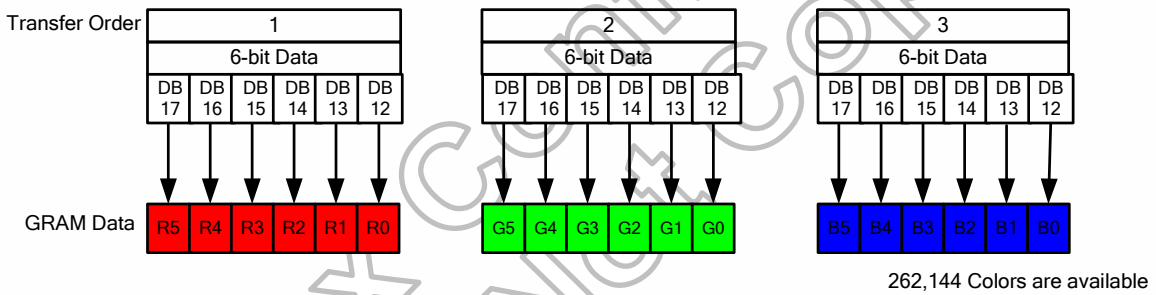 Transfer Order 1 2 3
6-bit Data 6-bit Data 6-bit Data
DB 17 DB 16 DB 15 DB 14 DB 13 DB 12 DB 17 DB 16 DB 15 DB 14 DB 13 DB 12 DB 17 DB 16 DB 15 DB 14 DB 13 DB 12
GRAM Data R5 R4 R3 R2 R1 R0 G5 G4 G3 G2 G1 G0 B5 B4 B3 B2 B1 B0
262,144 Colors are available